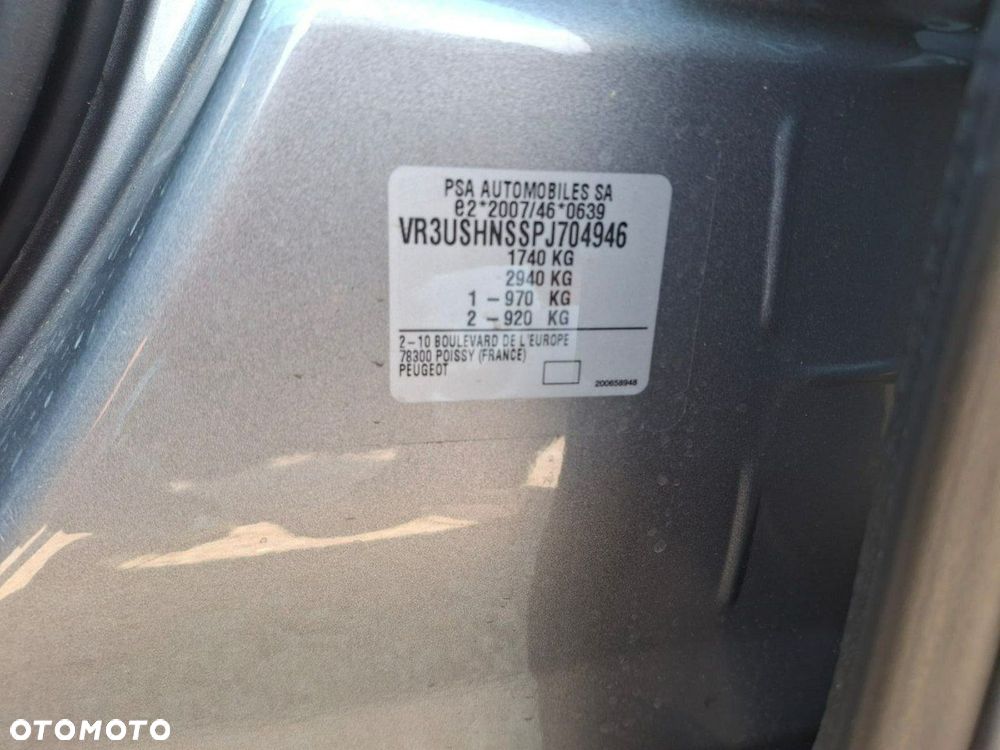 PSA AUTOMOBILES SA
e2*2007/46*0639
VR3USHNSSPJ704946
1740 KG
2940 KG
1 – 970 KG
2 – 920 KG
2–10 BOULEVARD DE L'EUROPE
78300 POISSY (FRANCE)
PEUGEOT
200658948
OTOMOTO